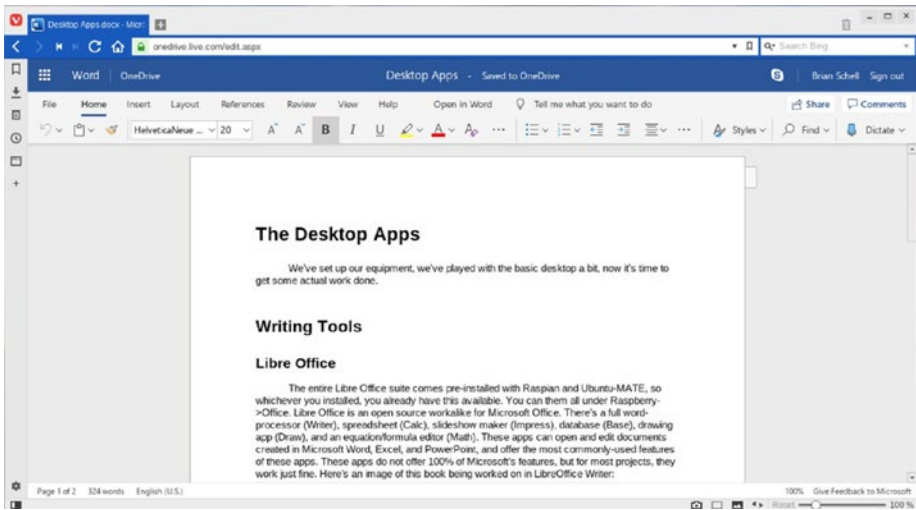 Desktop Apps.docx - Micr
onedrive.live.com/edit.aspx
Search Bing
Word OneDrive Desktop Apps - Saved to OneDrive Brian Schell Sign out
File Home Insert Layout References Review View Help Open in Word Tell me what you want to do Share Comments
HelveticaNeue ... 20 A A B I U A A ... Styles Find Dictate
The Desktop Apps
We've set up our equipment, we've played with the basic desktop a bit, now it's time to
get some actual work done.
Writing Tools
Libre Office
The entire Libre Office suite comes pre-installed with Raspian and Ubuntu-MATE, so
whichever you installed, you already have this available. You can them all under Raspberry-
>Office. Libre Office is an open source workalike for Microsoft Office. There's a full word-
processor (Writer), spreadsheet (Calc), slideshow maker (Impress), database (Base), drawing
app (Draw), and an equation/formula editor (Math). These apps can open and edit documents
created in Microsoft Word, Excel, and PowerPoint, and offer the most commonly-used features
of these apps. These apps do not offer 100% of Microsoft's features, but for most projects, they
work just fine. Here's an image of this book being worked on in LibreOffice Writer:
Page 1 of 2 324 words English (U.S.) 100% Give Feedback to Microsoft
Reset 100 %